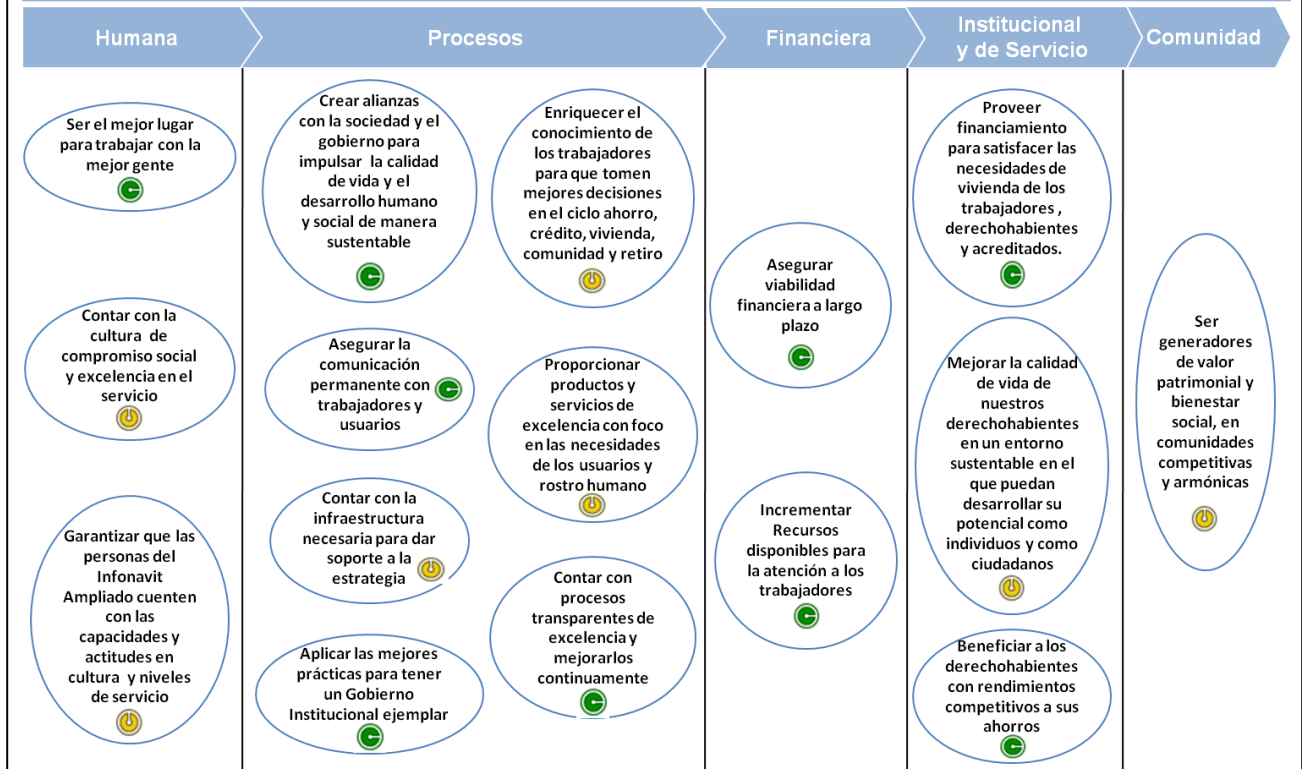 Humana
Procesos
Financiera
Institucional
y de Servicio
Comunidad
Ser el mejor lugar
para trabajar con la
mejor gente
Contar con la
cultura de
compromiso social
y excelencia en el
servicio
Garantizar que las
personas del
Infonavit
Ampliado cuenten
con las
capacidades y
actitudes en
cultura y niveles
de servicio
Crear alianzas
con la sociedad y el
gobierno para
impulsar la calidad
de vida y el
desarrollo humano
y social de manera
sustentable
Asegurar la
comunicación
permanente con
trabajadores y
usuarios
Contar con la
infraestructura
necesaria para dar
soporte a la
estrategia
Aplicar las mejores
prácticas para tener
un Gobierno
Institucional ejemplar
Enriquecer el
conocimiento de
los trabajadores
para que tomen
mejores decisiones
en el ciclo ahorro,
crédito, vivienda,
comunidad y retiro
Proporcionar
productos y
servicios de
excelencia con foco
en las necesidades
de los usuarios y
rostro humano
Contar con
procesos
transparentes de
excelencia y
mejorarlos
continuamente
Asegurar
viabilidad
financiera a largo
plazo
Incrementar
Recursos
disponibles para
la atención a los
trabajadores
Proveer
financiamiento
para satisfacer las
necesidades de
vivienda de los
trabajadores ,
derechohabientes
y acreditados.
Mejorar la calidad
de vida de
nuestros
derechohabientes
en un entorno
sustentable en el
que puedan
desarrollar su
potencial como
individuos y como
ciudadanos
Beneficiar a los
derechohabientes
con rendimientos
competitivos a sus
ahorros
Ser
generadores
de valor
patrimonial y
bienestar
social, en
comunidades
competitivas
y armónicas